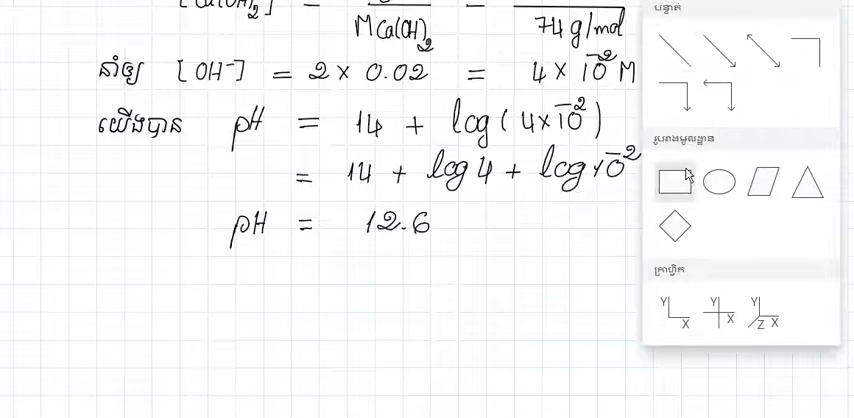 [Ca(OH)₂] = =
M Ca(OH)₂ 74 g/mol
នាំឲ្យ [OH⁻] = 2 × 0.02 = 4 × 10⁻² M
យើងបាន pH = 14 + log(4×10⁻²)
= 14 + log 4 + log 10⁻²
pH = 12.6
បន្ទាត់
រូបរាងមូលដ្ឋាន
ក្រាហ្វិក
Y X Y X Y Z X